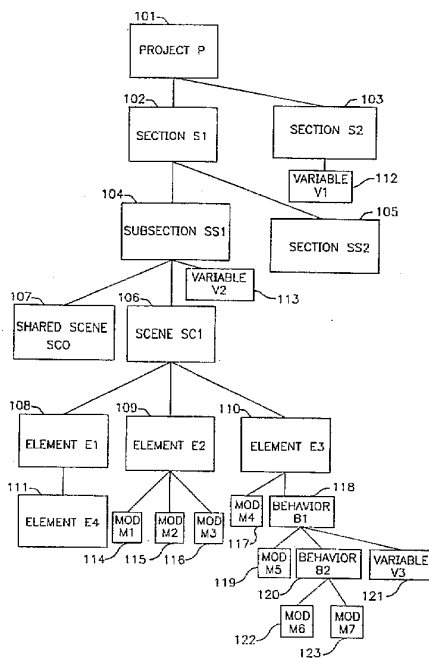 101
PROJECT P
102
103
SECTION S1
SECTION S2
VARIABLE
V1
112
104
105
SUBSECTION SS1
SECTION SS2
VARIABLE
V2
113
107
106
SHARED SCENE
SC0
SCENE SC1
108
109
110
ELEMENT E1
ELEMENT E2
ELEMENT E3
111
ELEMENT E4
MOD
M1
MOD
M2
MOD
M3
MOD
M4
BEHAVIOR
B1
118
114
115
116
117
MOD
M5
BEHAVIOR
B2
VARIABLE
V3
119
120
121
MOD
M6
MOD
M7
122
123